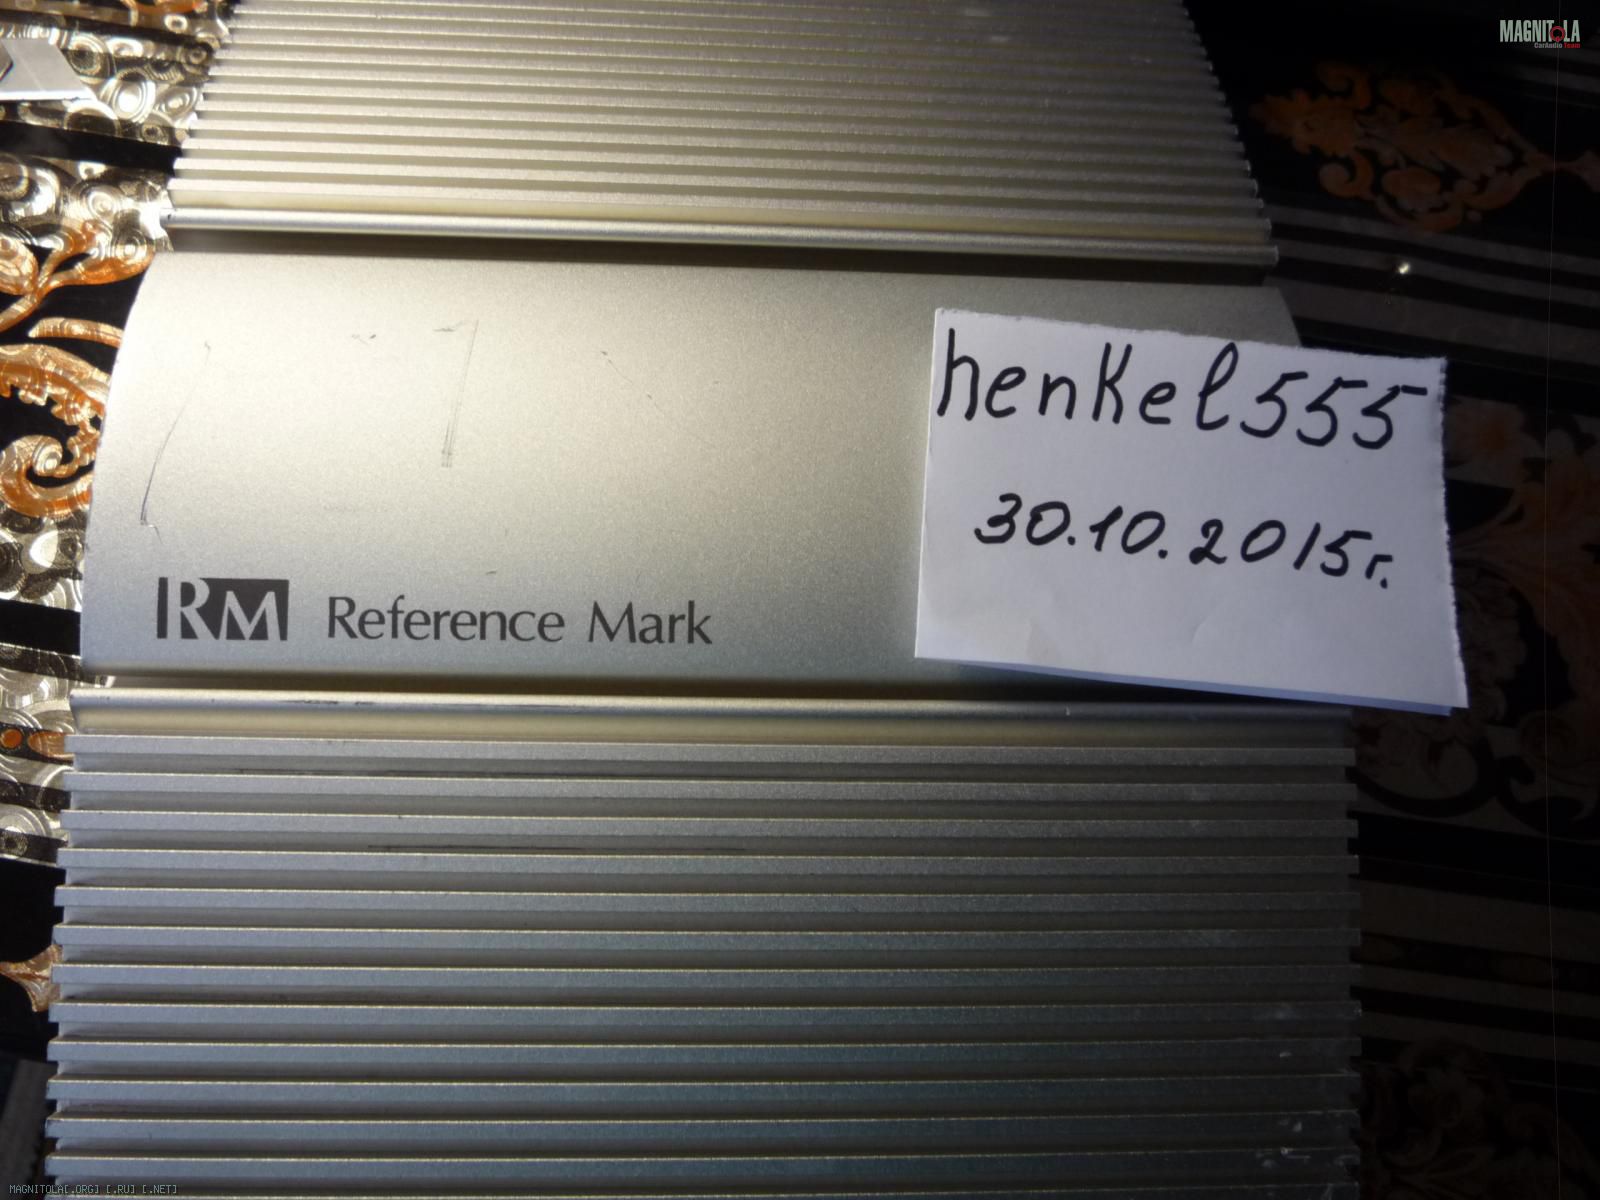 MAGNITOLA
CarAudio Team
henkel555
30.10.2015г.
RM Reference Mark
MAGNITOLA[.ORG] [.RU] [.NET]